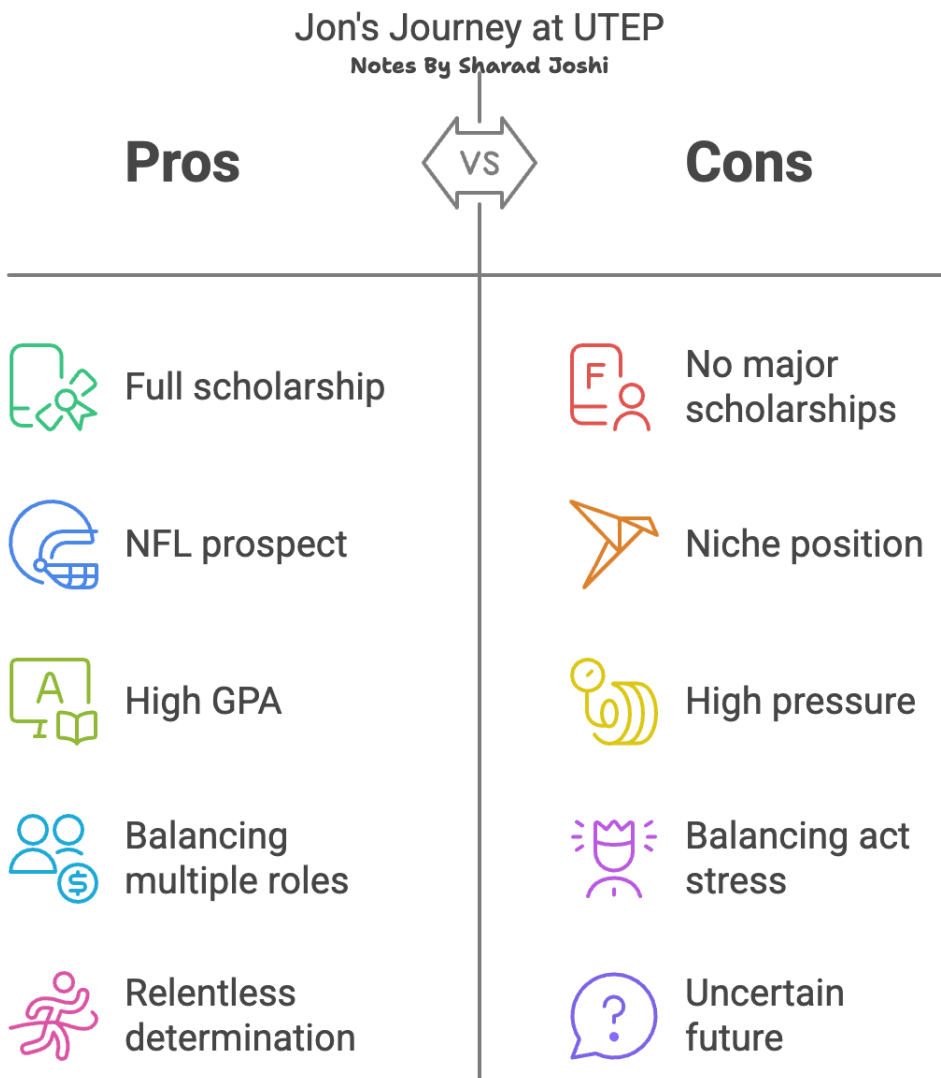 Jon's Journey at UTEP
Notes By Sharad Joshi
Pros
VS
Cons
Full scholarship
F
No major
scholarships
NFL prospect
Niche position
A
High GPA
High pressure
Balancing
multiple roles
$
Balancing act
stress
Relentless
determination
?
Uncertain
future